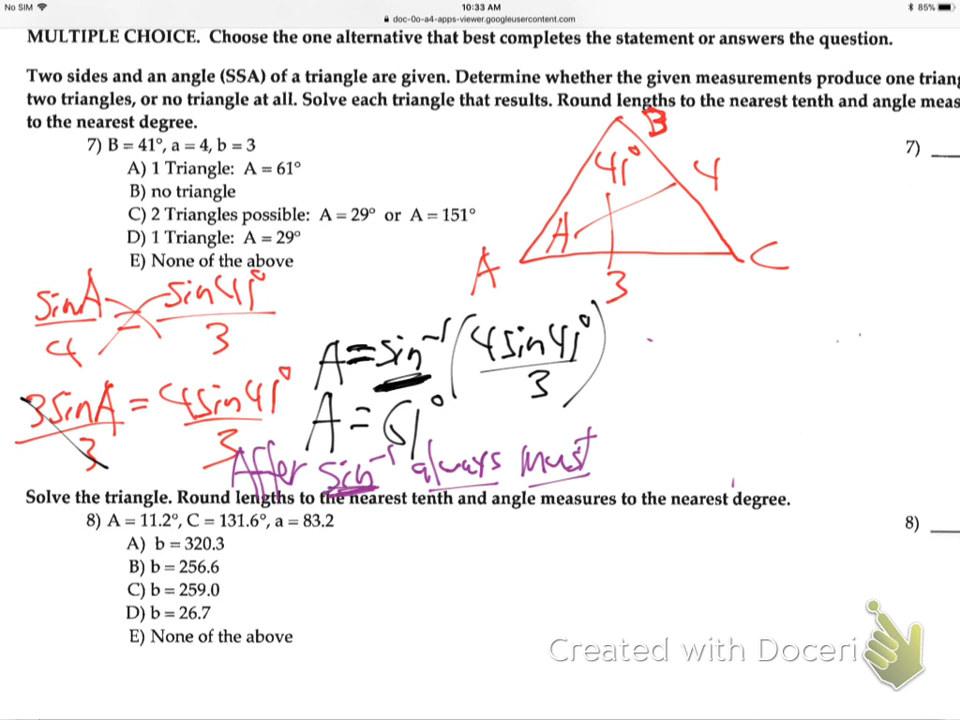 No SIM 10:33 AM 85%
doc-0o-a4-apps-viewer.googleusercontent.com
MULTIPLE CHOICE. Choose the one alternative that best completes the statement or answers the question.
Two sides and an angle (SSA) of a triangle are given. Determine whether the given measurements produce one triang
two triangles, or no triangle at all. Solve each triangle that results. Round lengths to the nearest tenth and angle meas
to the nearest degree.
7) B = 41°, a = 4, b = 3
7)
A) 1 Triangle: A = 61°
B) no triangle
C) 2 Triangles possible: A = 29° or A = 151°
D) 1 Triangle: A = 29°
E) None of the above
B
41°
4
A
A
C
3
sinA/4 = sin41°/3
3sinA/3 = 4sin41°/3
A = sin⁻¹(4sin41°/3)
A = 61°
After sin⁻¹ always must
Solve the triangle. Round lengths to the nearest tenth and angle measures to the nearest degree.
8) A = 11.2°, C = 131.6°, a = 83.2
8)
A) b = 320.3
B) b = 256.6
C) b = 259.0
D) b = 26.7
E) None of the above
Created with Doceri